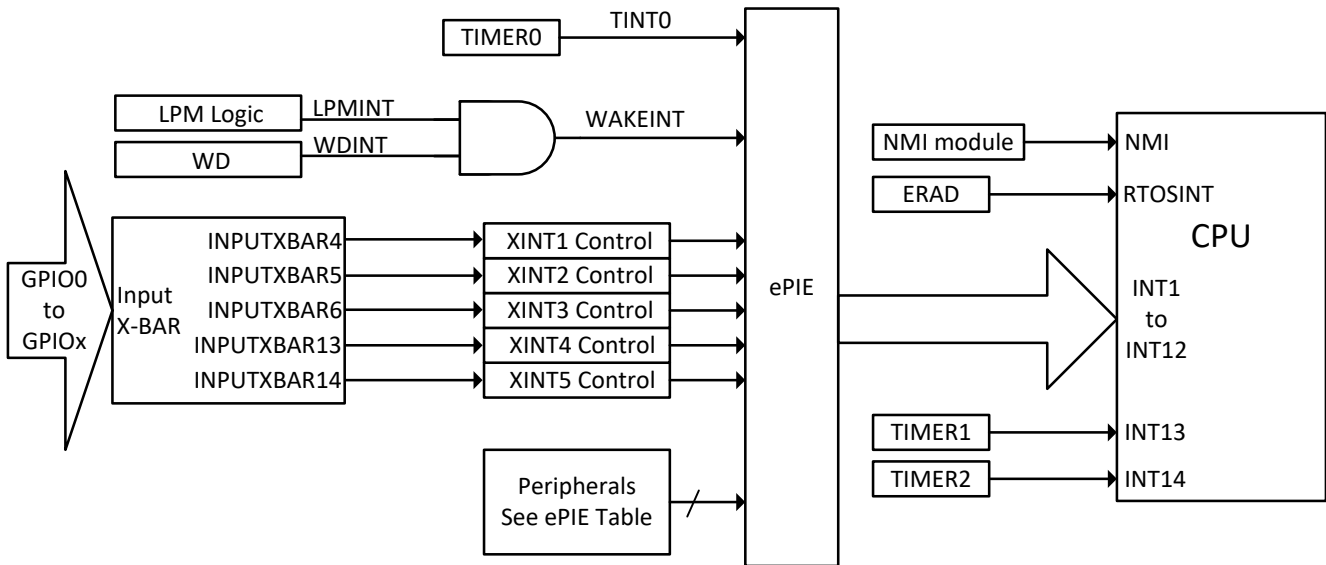 TINT0
TIMER0
LPM Logic
LPMINT
WAKEINT
WD
WDINT
GPIO0
to
GPIOx
Input
X-BAR
INPUTXBAR4
INPUTXBAR5
INPUTXBAR6
INPUTXBAR13
INPUTXBAR14
XINT1 Control
XINT2 Control
XINT3 Control
XINT4 Control
XINT5 Control
Peripherals
See ePIE Table
ePIE
NMI module
ERAD
TIMER1
TIMER2
NMI
RTOSINT
CPU
INT1
to
INT12
INT13
INT14